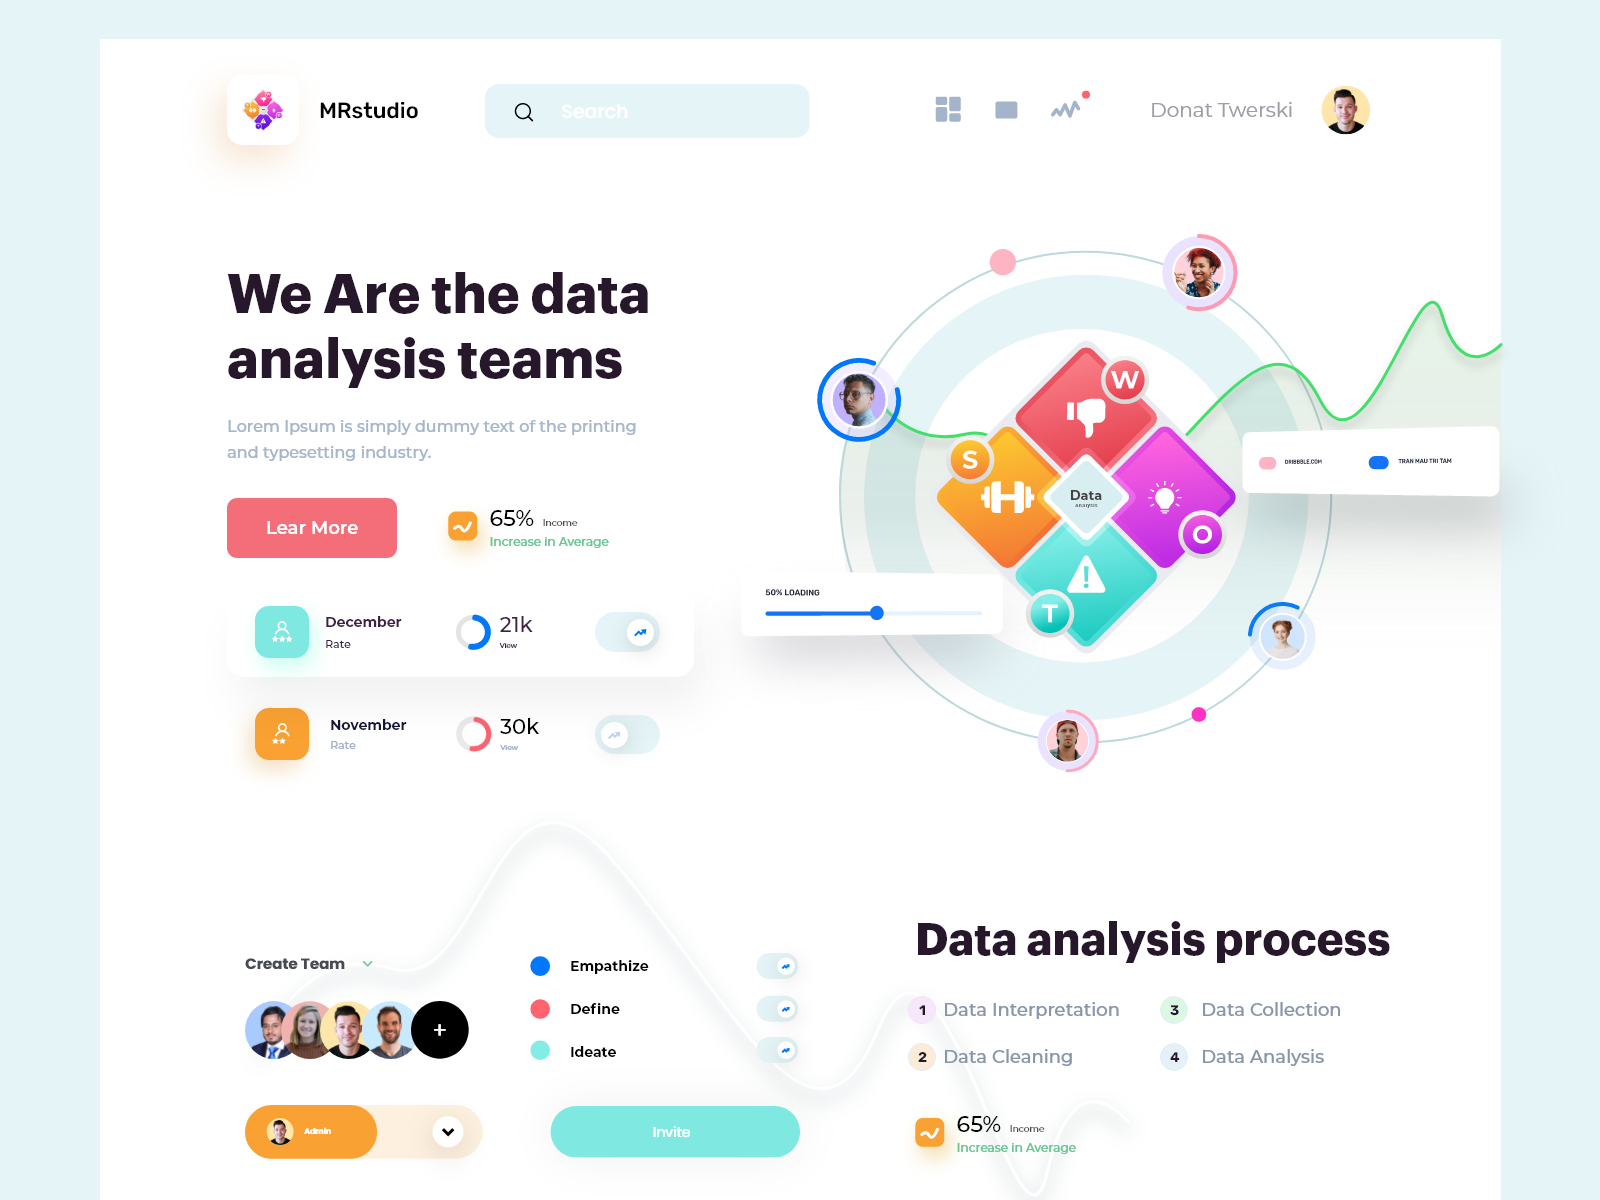 MRstudio
Search
Donat Twerski
We Are the data
analysis teams
Lorem Ipsum is simply dummy text of the printing
and typesetting industry.
Lear More
65% Income
Increase in Average
December
Rate
21k
View
November
Rate
30k
View
W
S
Data
Analysis
O
T
50% LOADING
DRIBBBLE.COM
TRAN MAU TRI TAM
Create Team
+
Admin
Empathize
Define
Ideate
Invite
Data analysis process
1 Data Interpretation
2 Data Cleaning
3 Data Collection
4 Data Analysis
65% Income
Increase in Average